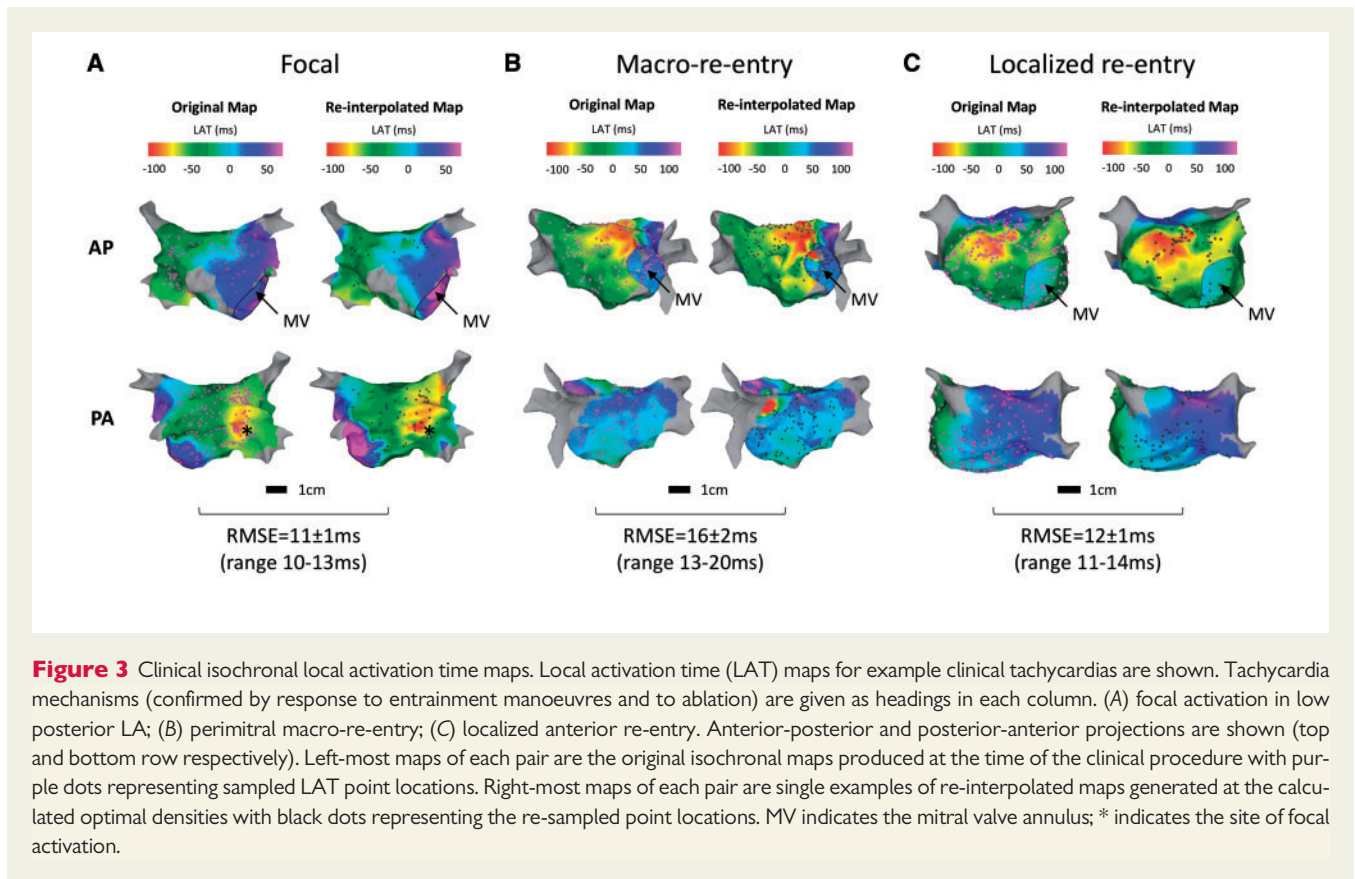 A Focal B Macro-re-entry C Localized re-entry
Original Map Re-interpolated Map Original Map Re-interpolated Map Original Map Re-interpolated Map
LAT (ms) LAT (ms) LAT (ms) LAT (ms) LAT (ms) LAT (ms)
-100 -50 0 50 -100 -50 0 50 -100 -50 0 50 100 -100 -50 0 50 100 -100 -50 0 50 100 -100 -50 0 50 100
AP
MV MV MV MV MV MV
PA
* *
1cm 1cm 1cm
RMSE=11±1ms RMSE=16±2ms RMSE=12±1ms
(range 10-13ms) (range 13-20ms) (range 11-14ms)
Figure 3 Clinical isochronal local activation time maps. Local activation time (LAT) maps for example clinical tachycardias are shown. Tachycardia
mechanisms (confirmed by response to entrainment manoeuvres and to ablation) are given as headings in each column. (A) focal activation in low
posterior LA; (B) perimitral macro-re-entry; (C) localized anterior re-entry. Anterior-posterior and posterior-anterior projections are shown (top
and bottom row respectively). Left-most maps of each pair are the original isochronal maps produced at the time of the clinical procedure with pur-
ple dots representing sampled LAT point locations. Right-most maps of each pair are single examples of re-interpolated maps generated at the calcu-
lated optimal densities with black dots representing the re-sampled point locations. MV indicates the mitral valve annulus; * indicates the site of focal
activation.